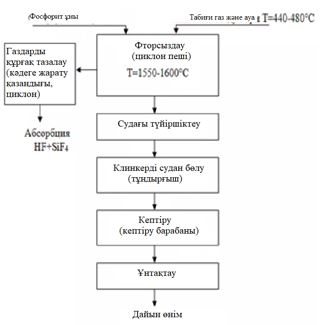 Фосфорит ұны
Табиғи газ және ауа T=440-480°C
Газдарды
құрғақ тазалау
(кәдеге жарату
қазандығы,
циклон)
Фторсыздау
(циклон пеші)
T=1550-1600°C
Абсорбция
HF+SiF₄
Судағы түйіршіктеу
Клинкерді судан бөлу
(тұндырғыш)
Кептіру
(кептіру барабаны)
Ұнтақтау
Дайын өнім